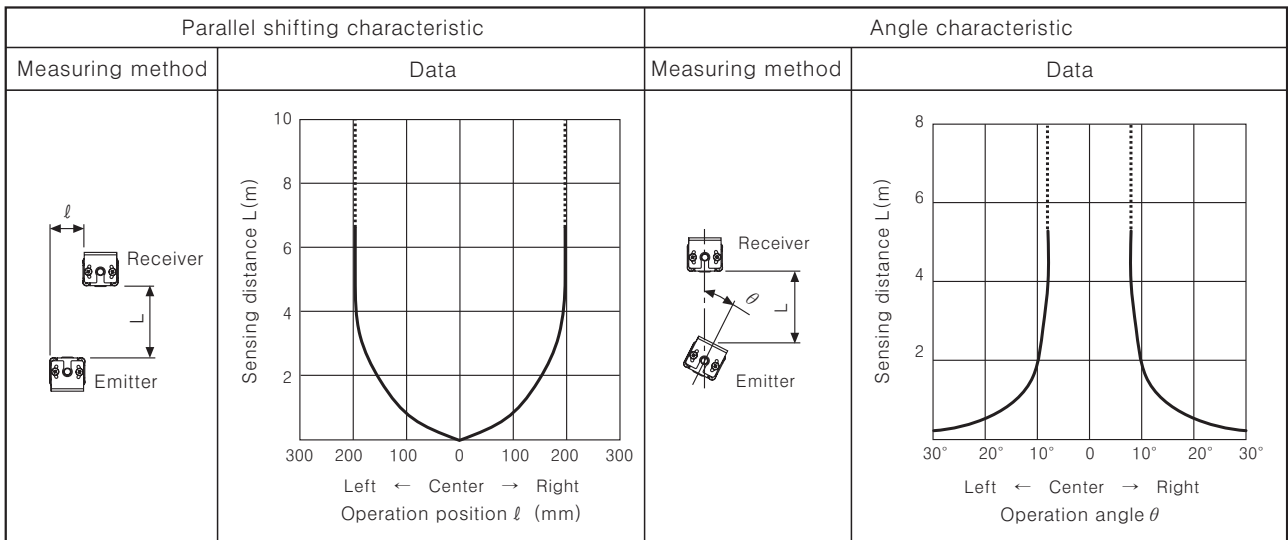 Parallel shifting characteristic
Angle characteristic
Measuring method
Data
Measuring method
Data
ℓ
Receiver
L
Emitter
Sensing distance L(m)
10
8
6
4
2
300 200 100 0 100 200 300
Left ← Center → Right
Operation position ℓ (mm)
Receiver
θ
L
Emitter
Sensing distance L(m)
8
6
4
2
30° 20° 10° 0 10° 20° 30°
Left ← Center → Right
Operation angle θ